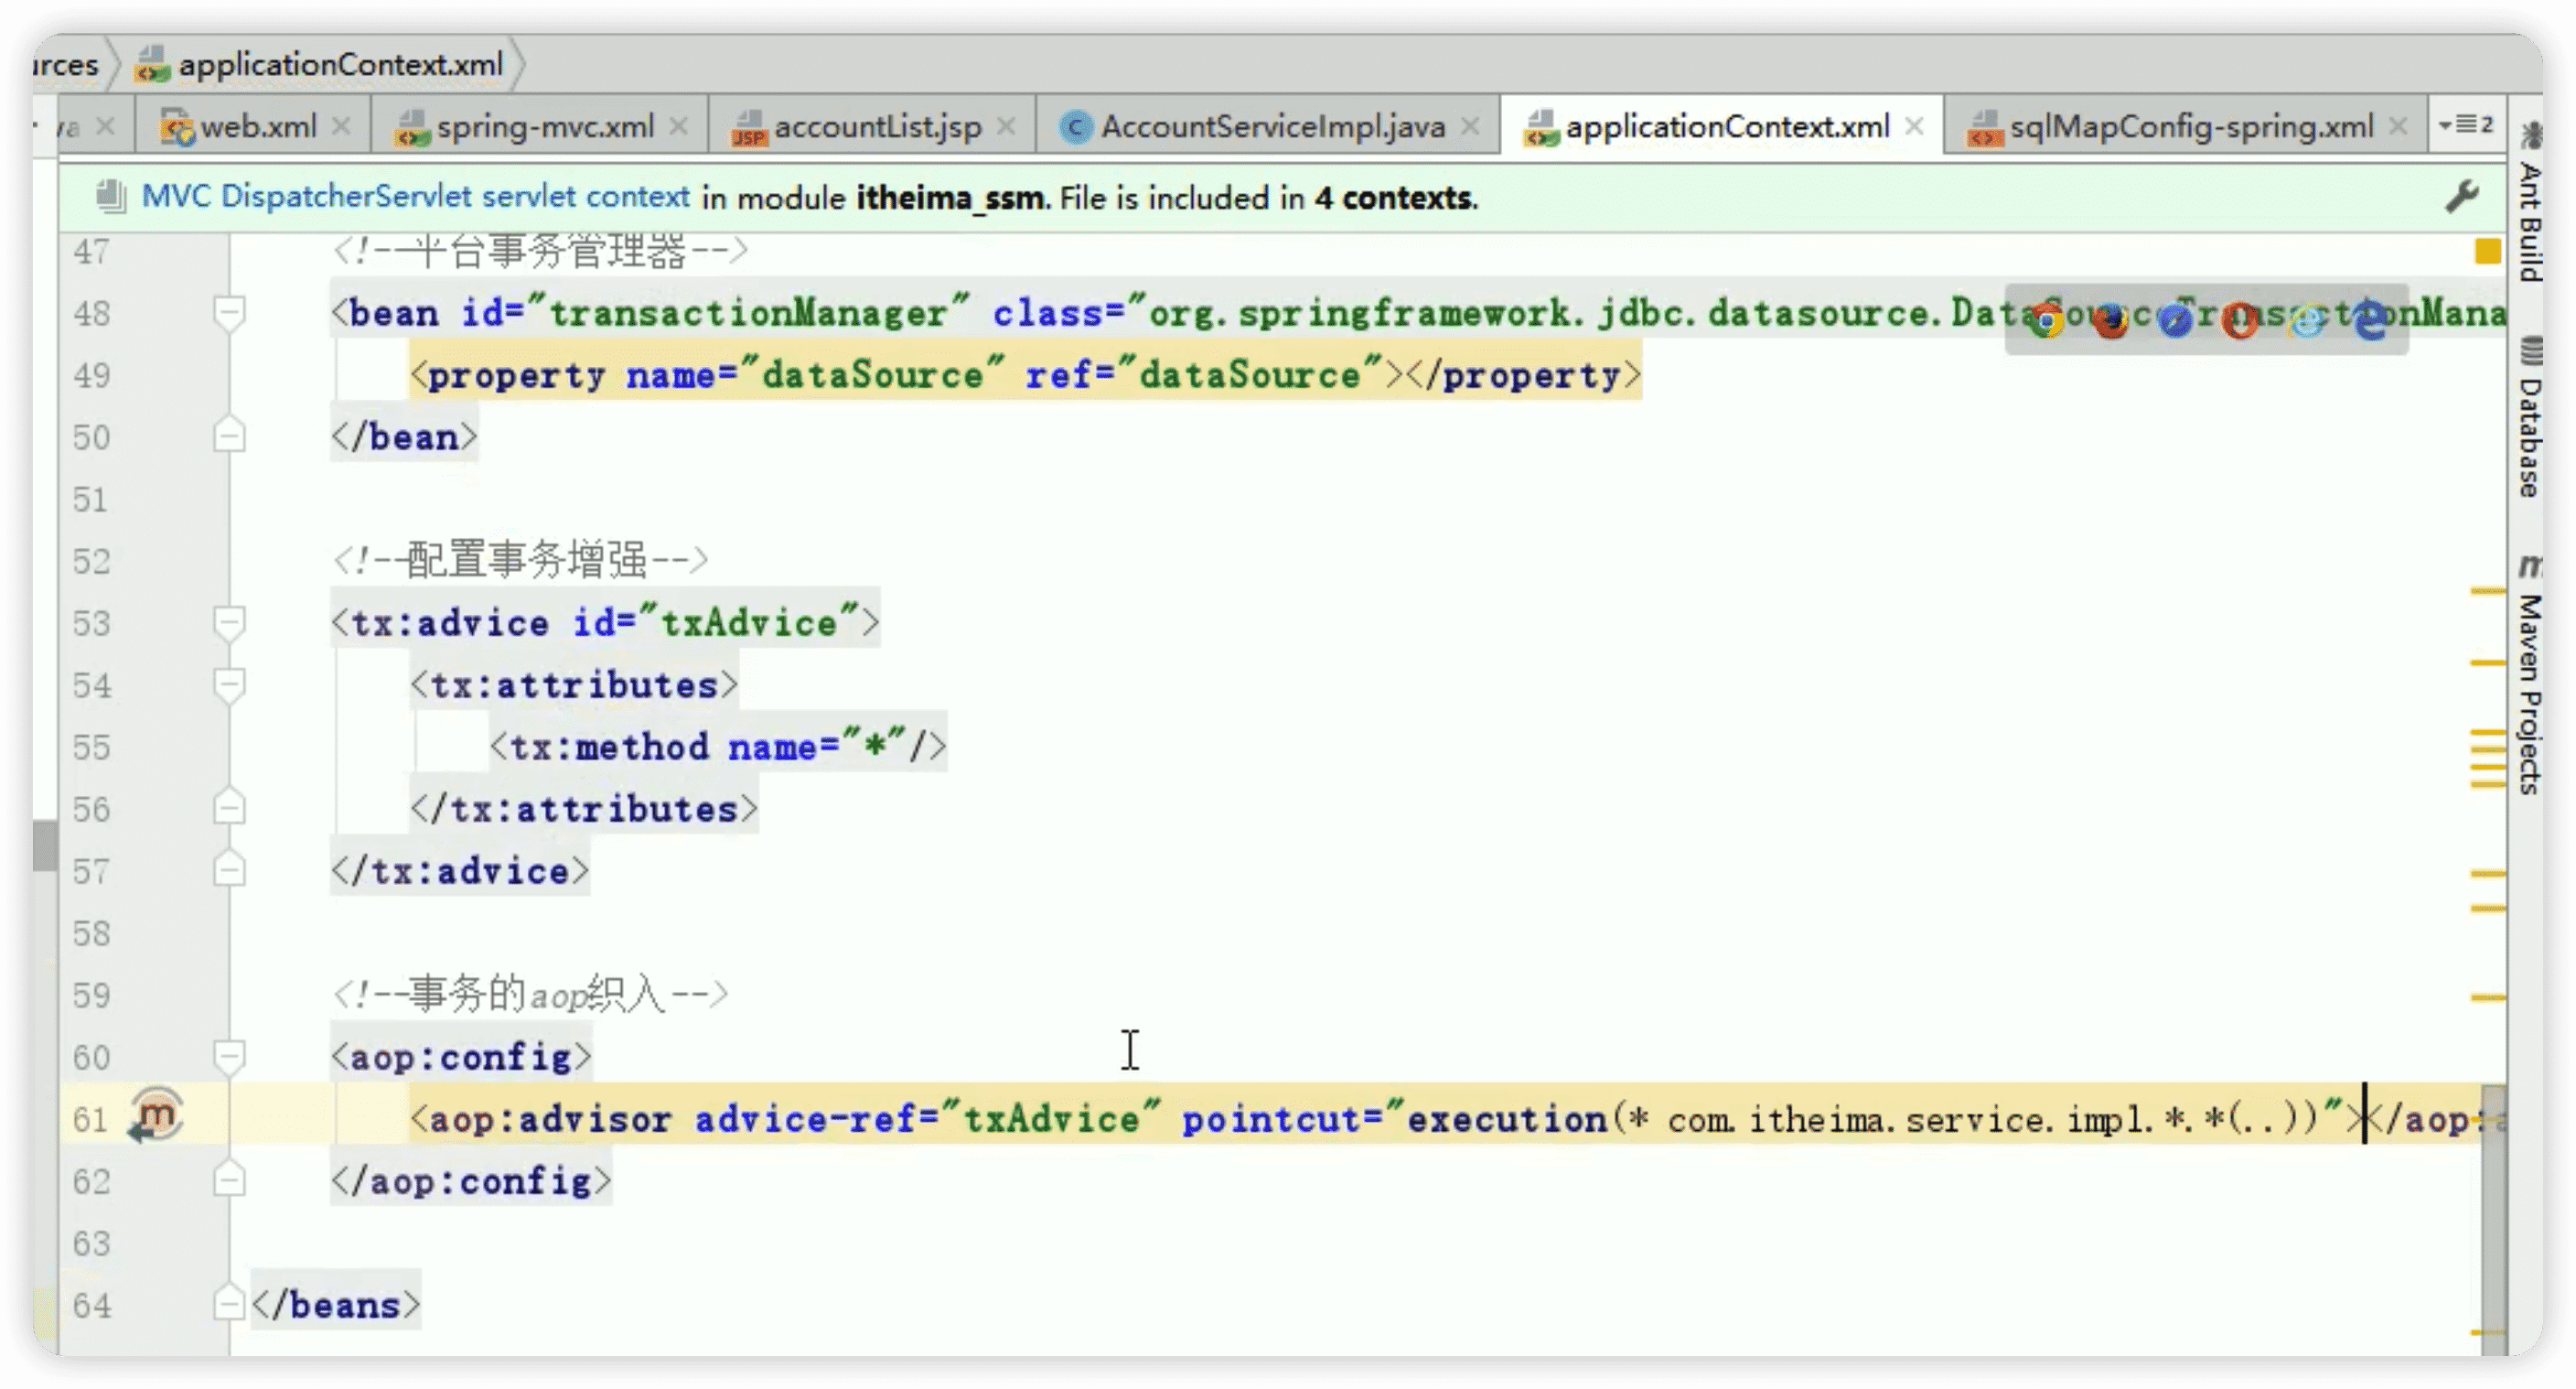 applicationContext.xml
web.xml spring-mvc.xml accountList.jsp AccountServiceImpl.java applicationContext.xml sqlMapConfig-spring.xml 2
MVC DispatcherServlet servlet context in module itheima_ssm. File is included in 4 contexts.
47 <!--平台事务管理器-->
48 <bean id="transactionManager" class="org.springframework.jdbc.datasource.DataSourceTransactionMana
49 <property name="dataSource" ref="dataSource"></property>
50 </bean>
51
52 <!--配置事务增强-->
53 <tx:advice id="txAdvice">
54 <tx:attributes>
55 <tx:method name="*"/>
56 </tx:attributes>
57 </tx:advice>
58
59 <!--事务的aop织入-->
60 <aop:config>
61 <aop:advisor advice-ref="txAdvice" pointcut="execution(* com.itheima.service.impl.*.*(..))"></aop:
62 </aop:config>
63
64 </beans>
Ant Build
Database
Maven Projects